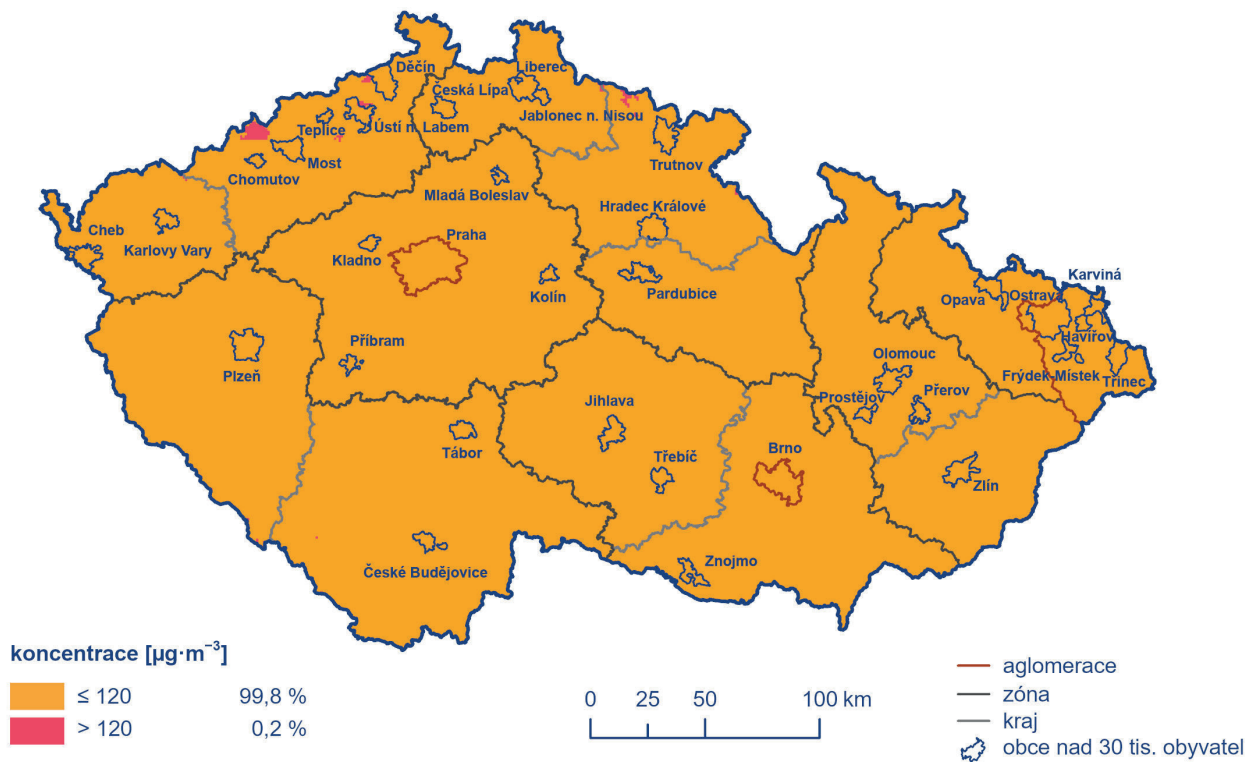 Děčín
Liberec
Česká Lípa
Teplice
Ústí n. Labem
Jablonec n. Nisou
Most
Trutnov
Chomutov
Mladá Boleslav
Hradec Králové
Cheb
Karlovy Vary
Praha
Kladno
Kolín
Pardubice
Karviná
Opava
Ostrava
Havířov
Příbram
Plzeň
Olomouc
Frýdek-Místek
Třinec
Prostějov
Přerov
Jihlava
Tábor
Třebíč
Brno
Zlín
České Budějovice
Znojmo
koncentrace [µg·m⁻³]
≤ 120 99,8 %
> 120 0,2 %
0 25 50 100 km
aglomerace
zóna
kraj
obce nad 30 tis. obyvatel